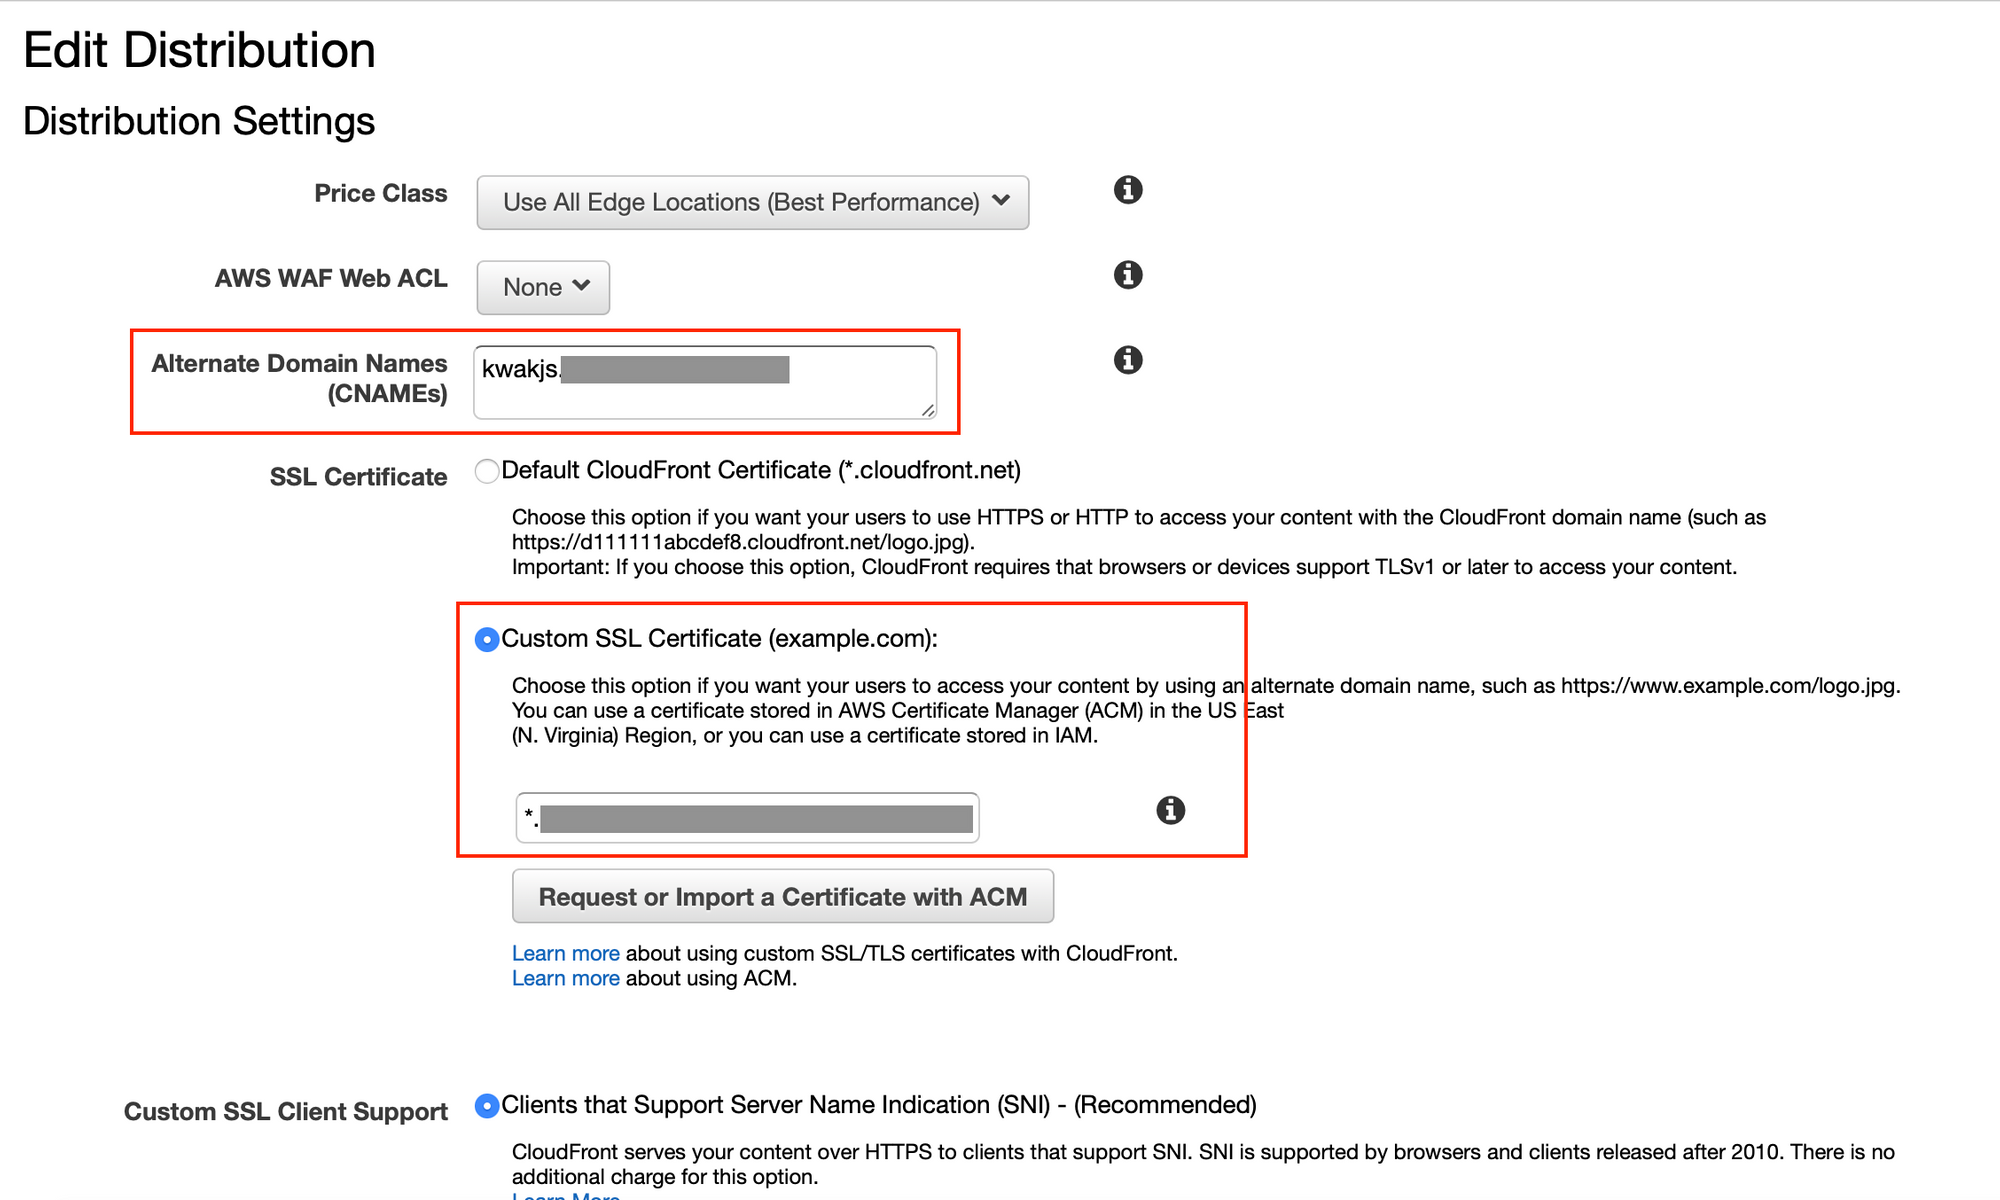 Edit Distribution
Distribution Settings
Price Class
Use All Edge Locations (Best Performance)
AWS WAF Web ACL
None
Alternate Domain Names
(CNAMEs)
kwakjs.
SSL Certificate
Default CloudFront Certificate (*.cloudfront.net)
Choose this option if you want your users to use HTTPS or HTTP to access your content with the CloudFront domain name (such as
https://d111111abcdef8.cloudfront.net/logo.jpg).
Important: If you choose this option, CloudFront requires that browsers or devices support TLSv1 or later to access your content.
Custom SSL Certificate (example.com):
Choose this option if you want your users to access your content by using an alternate domain name, such as https://www.example.com/logo.jpg.
You can use a certificate stored in AWS Certificate Manager (ACM) in the US East
(N. Virginia) Region, or you can use a certificate stored in IAM.
*.
Request or Import a Certificate with ACM
Learn more about using custom SSL/TLS certificates with CloudFront.
Learn more about using ACM.
Custom SSL Client Support
Clients that Support Server Name Indication (SNI) - (Recommended)
CloudFront serves your content over HTTPS to clients that support SNI. SNI is supported by browsers and clients released after 2010. There is no
additional charge for this option.
Learn More